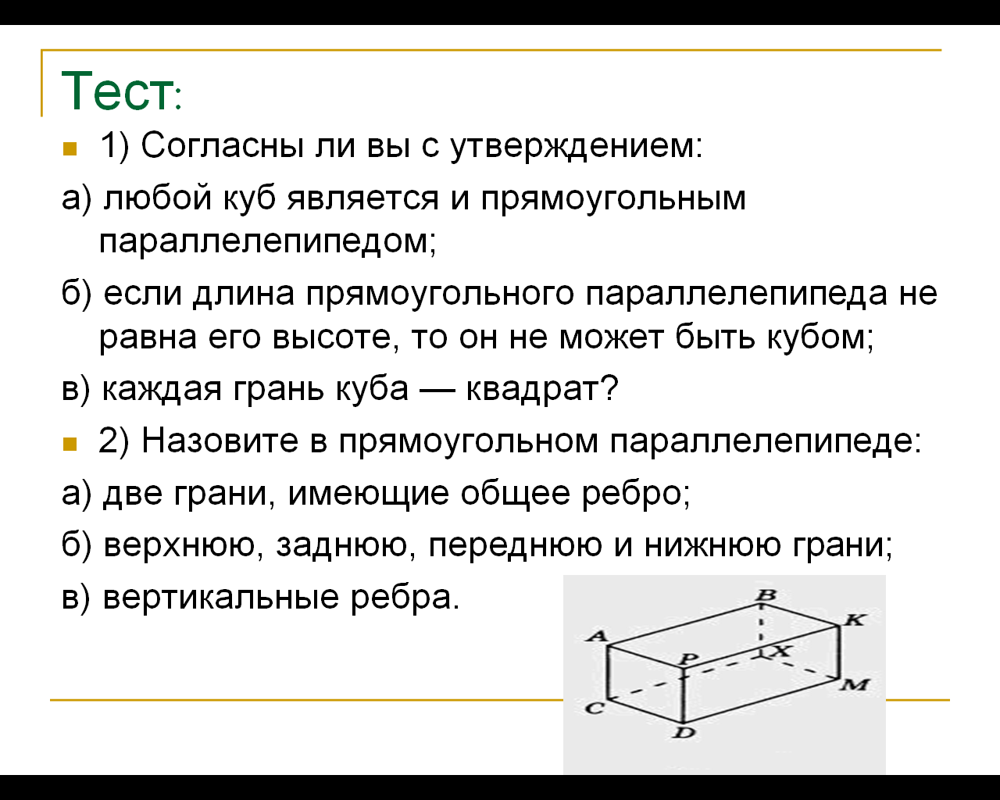 Тест:
1) Согласны ли вы с утверждением:
а) любой куб является и прямоугольным
параллелепипедом;
б) если длина прямоугольного параллелепипеда не
равна его высоте, то он не может быть кубом;
в) каждая грань куба — квадрат?
2) Назовите в прямоугольном параллелепипеде:
а) две грани, имеющие общее ребро;
б) верхнюю, заднюю, переднюю и нижнюю грани;
в) вертикальные ребра.
B
K
A
P
X
M
C
D